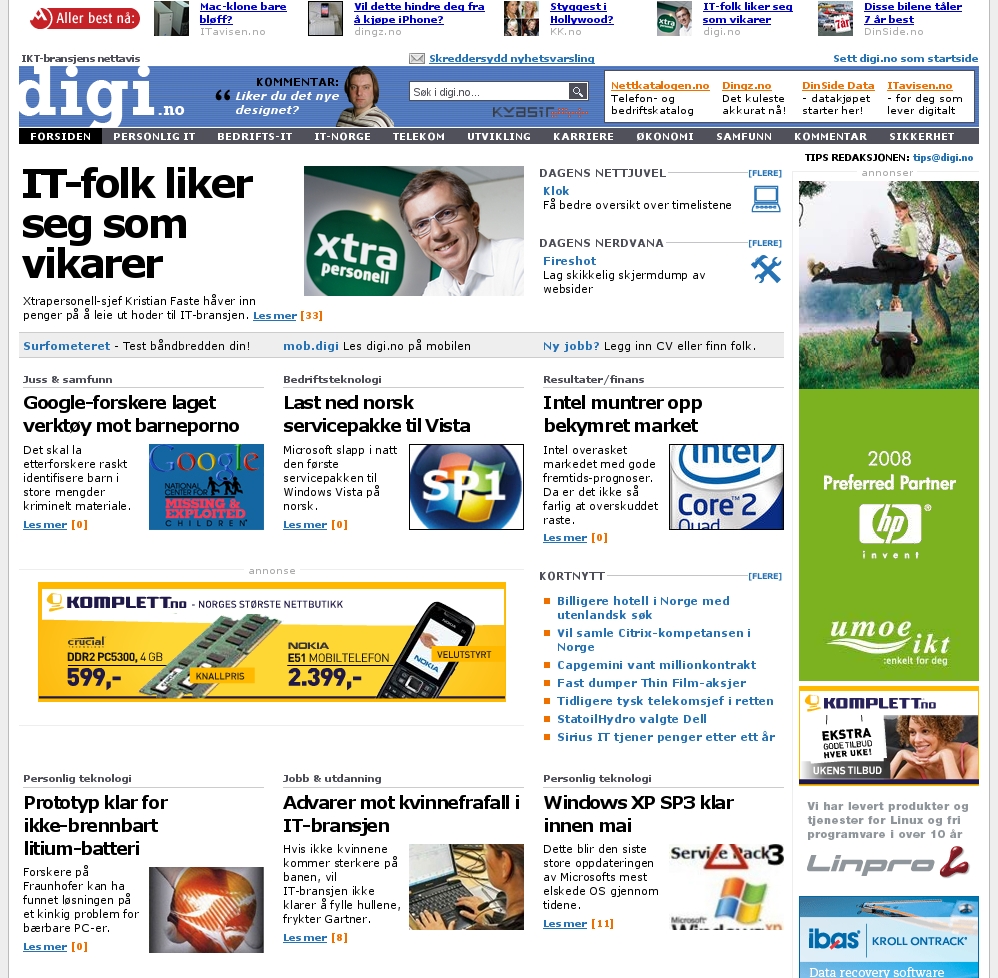 Aller best nå:
Mac-klone bare
bløff?
ITavisen.no
Vil dette hindre deg fra
å kjøpe iPhone?
dingz.no
Styggest i
Hollywood?
KK.no
IT-folk liker seg
som vikarer
digi.no
Disse bilene tåler
7 år best
DinSide.no
IKT-bransjens nettavis
Skreddersydd nyhetsvarsling
Sett digi.no som startside
digi.no
KOMMENTAR:
Liker du det nye
designet?
Søk i digi.no...
KVASIR
Nettkatalogen.no
Telefon- og
bedriftskatalog
Dingz.no
Det kuleste
akkurat nå!
DinSide Data
- datakjøpet
starter her!
ITavisen.no
- for deg som
lever digitalt
FORSIDEN PERSONLIG IT BEDRIFTS-IT IT-NORGE TELEKOM UTVIKLING KARRIERE ØKONOMI SAMFUNN KOMMENTAR SIKKERHET
TIPS REDAKSJONEN: tips@digi.no
IT-folk liker
seg som
vikarer
Xtrapersonell-sjef Kristian Faste håver inn
penger på å leie ut hoder til IT-bransjen. Les mer [33]
xtra
personell
DAGENS NETTJUVEL [FLERE]
Klok
Få bedre oversikt over timelistene
DAGENS NERDVANA [FLERE]
Fireshot
Lag skikkelig skjermdump av
websider
annonser
Surfometeret - Test båndbredden din!
mob.digi Les digi.no på mobilen
Ny jobb? Legg inn CV eller finn folk.
Juss & samfunn
Google-forskere laget
verktøy mot barneporno
Det skal la
etterforskere raskt
identifisere barn i
store mengder
kriminelt materiale.
Les mer [0]
Google
NATIONAL
CENTER FOR
MISSING &
EXPLOITED
CHILDREN
Bedriftsteknologi
Last ned norsk
servicepakke til Vista
Microsoft slapp i natt
den første
servicepakken til
Windows Vista på
norsk.
Les mer [0]
SP1
Resultater/finans
Intel muntrer opp
bekymret market
Intel overasket
markedet med gode
fremtids-prognoser.
Da er det ikke så
farlig at overskuddet
raste.
Les mer [0]
intel
Core™2
Quad
2008
Preferred Partner
hp®
invent
umoe
ikt
:enkelt for deg
annonse
KOMPLETT.no - NORGES STØRSTE NETTBUTIKK
crucial
DDR2 PC5300, 4 GB
599,-
KNALLPRIS
NOKIA
E51 MOBILTELEFON
2.399,-
NOKIA
VELUTSTYRT
KORTNYTT [FLERE]
Billigere hotell i Norge med
utenlandsk søk
Vil samle Citrix-kompetansen i
Norge
Capgemini vant millionkontrakt
Fast dumper Thin Film-aksjer
Tidligere tysk telekomsjef i retten
StatoilHydro valgte Dell
Sirius IT tjener penger etter ett år
KOMPLETT.no
EKSTRA
GODE TILBUD
HVER UKE!
UKENS TILBUD
Personlig teknologi
Prototyp klar for
ikke-brennbart
litium-batteri
Forskere på
Fraunhofer kan ha
funnet løsningen på
et kinkig problem for
bærbare PC-er.
Les mer [0]
Jobb & utdanning
Advarer mot kvinnefrafall i
IT-bransjen
Hvis ikke kvinnene
kommer sterkere på
banen, vil
IT-bransjen ikke
klarer å fylle hullene,
frykter Gartner.
Les mer [8]
Personlig teknologi
Windows XP SP3 klar
innen mai
Dette blir den siste
store oppdateringen
av Microsofts mest
elskede OS gjennom
tidene.
Les mer [11]
Service Pack3
Microsoft
Windows xp
Vi har levert produkter og
tjenester for Linux og fri
programvare i over 10 år
Linpro
ibas KROLL ONTRACK®
Data recovery software